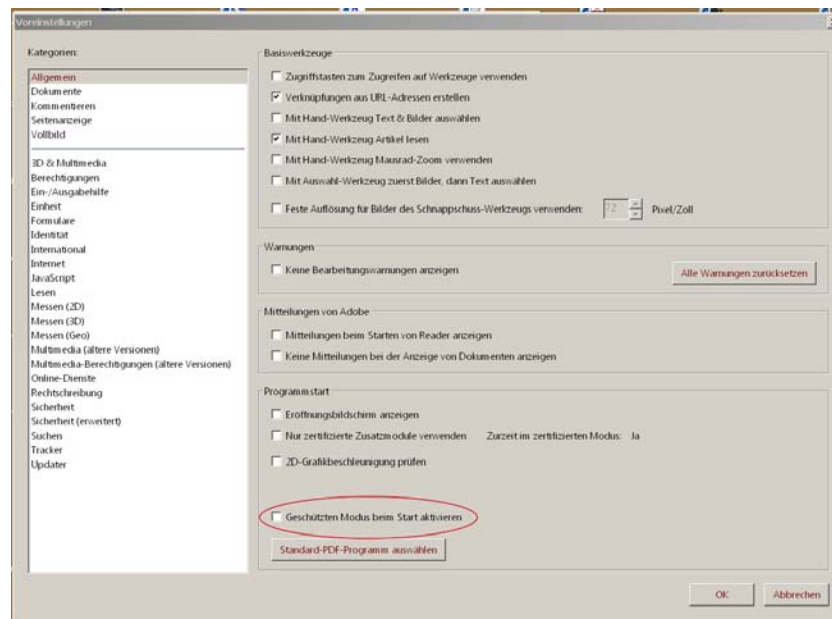 Voreinstellungen
Kategorien:
Allgemein
Dokumente
Kommentieren
Seitenanzeige
Vollbild
3D & Multimedia
Berechtigungen
Ein-/Ausgabehilfe
Einheit
Formulare
Identität
International
Internet
JavaScript
Lesen
Messen (2D)
Messen (3D)
Messen (Geo)
Multimedia (ältere Versionen)
Multimedia-Berechtigungen (ältere Versionen)
Online-Dienste
Rechtschreibung
Sicherheit
Sicherheit (erweitert)
Suchen
Tracker
Updater
Basiswerkzeuge
Zugriffstasten zum Zugreifen auf Werkzeuge verwenden
Verknüpfungen aus URL-Adressen erstellen
Mit Hand-Werkzeug Text & Bilder auswählen
Mit Hand-Werkzeug Artikel lesen
Mit Hand-Werkzeug Mausrad-Zoom verwenden
Mit Auswahl-Werkzeug zuerst Bilder, dann Text auswählen
Feste Auflösung für Bilder des Schnappschuss-Werkzeugs verwenden: 72 Pixel/Zoll
Warnungen
Keine Bearbeitungswarnungen anzeigen
Alle Warnungen zurücksetzen
Mitteilungen von Adobe
Mitteilungen beim Starten von Reader anzeigen
Keine Mitteilungen bei der Anzeige von Dokumenten anzeigen
Programmstart
Eröffnungsbildschirm anzeigen
Nur zertifizierte Zusatzmodule verwenden Zurzeit im zertifizierten Modus: Ja
2D-Grafikbeschleunigung prüfen
Geschützten Modus beim Start aktivieren
Standard-PDF-Programm auswählen
OK Abbrechen